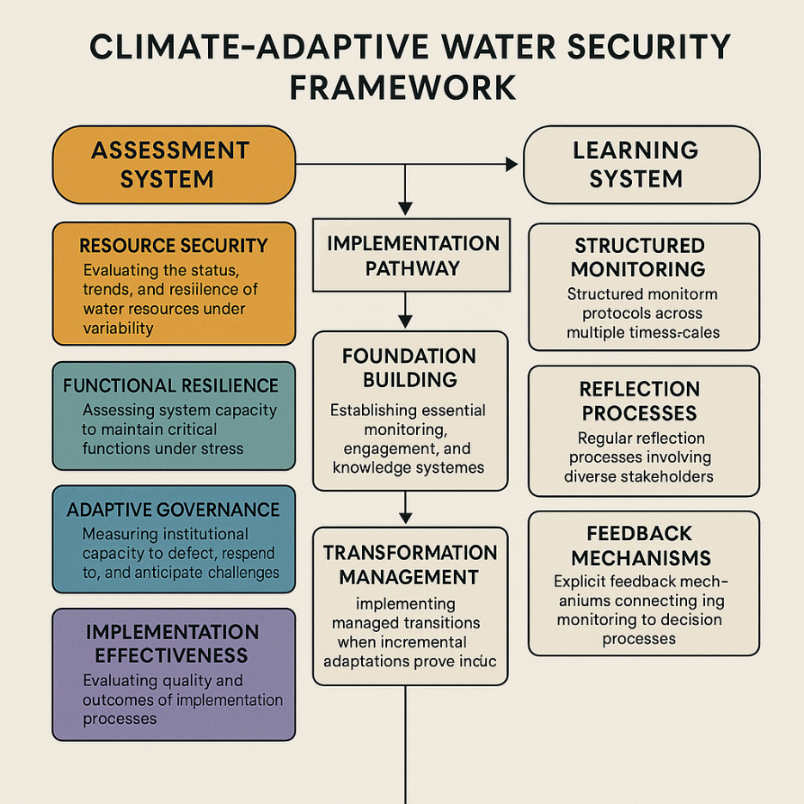 CLIMATE-ADAPTIVE WATER SECURITY
FRAMEWORK
ASSESSMENT
SYSTEM
RESOURCE SECURITY
Evaluating the status,
trends, and resiilence of
water resources under
variability
FUNCTIONAL RESILIENCE
Assessing system capacity
to maintain critical
functions under stress
ADAPTIVE GOVERNANCE
Measuring institutional
capacity to defect, respend
to, and anticipate challenges
IMPLEMENTATION
EFFECTIVENESS
Evaluating quality and
outcomes of implementation
processes
IMPLEMENTATION
PATHWAY
FOUNDATION
BUILDING
Establishing essential
monitoring,
engagement, and
knowledge systemes
TRANSFORMATION
MANAGEMENT
implementing
managed transitions
when incremental
adaptations prove
LEARNING
SYSTEM
STRUCTURED
MONITORING
Structured monitorm
protocols across
multiple timess-cales
REFLECTION
PROCESSES
Regular reflection
processes involving
diverse stakeholders
FEEDBACK
MECHANISMS
Explicit feedback mech-
aniums connecting ing
monitoring to decision
processes